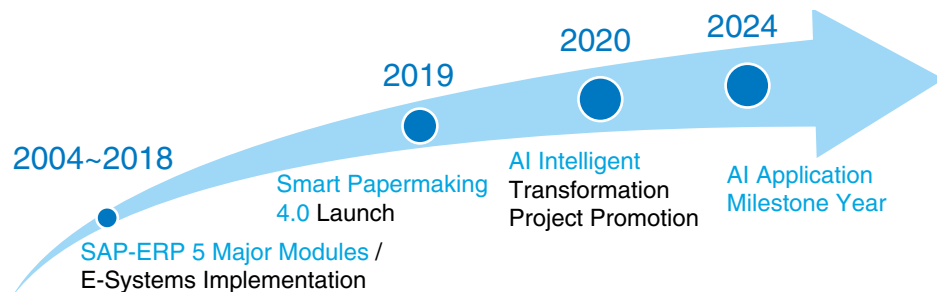 2004~2018
SAP-ERP 5 Major Modules /
E-Systems Implementation
2019
Smart Papermaking
4.0 Launch
2020
AI Intelligent
Transformation
Project Promotion
2024
AI Application
Milestone Year